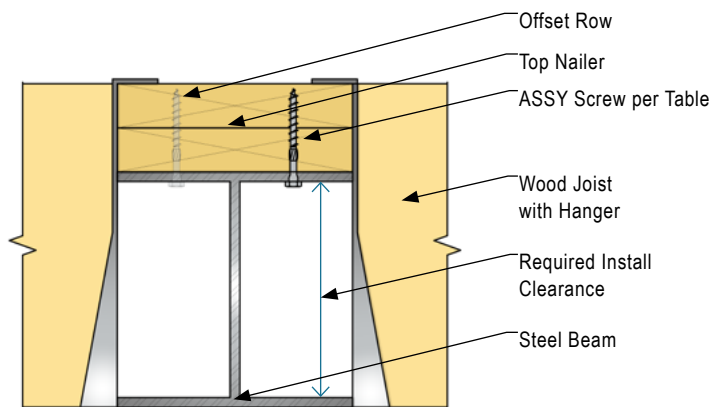 Offset Row
Top Nailer
ASSY Screw per Table
Wood Joist
with Hanger
Required Install
Clearance
Steel Beam